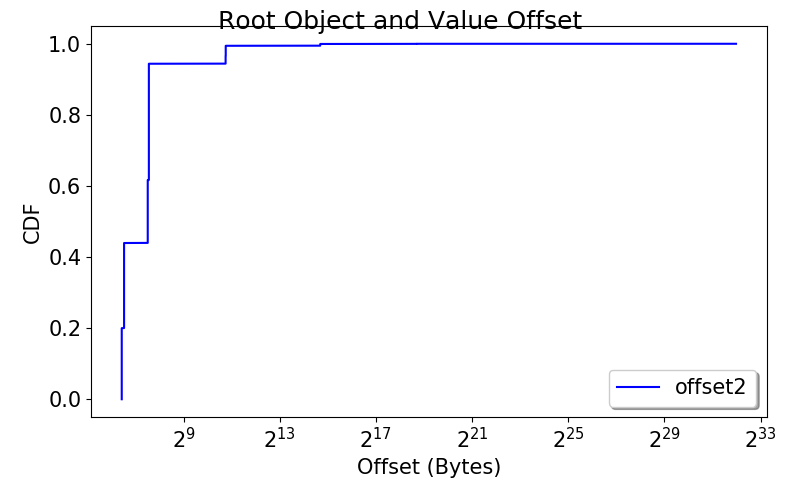 Root Object and Value Offset
1.0
0.8
0.6
0.4
0.2
0.0
CDF
offset2
2^9 2^13 2^17 2^21 2^25 2^29 2^33
Offset (Bytes)